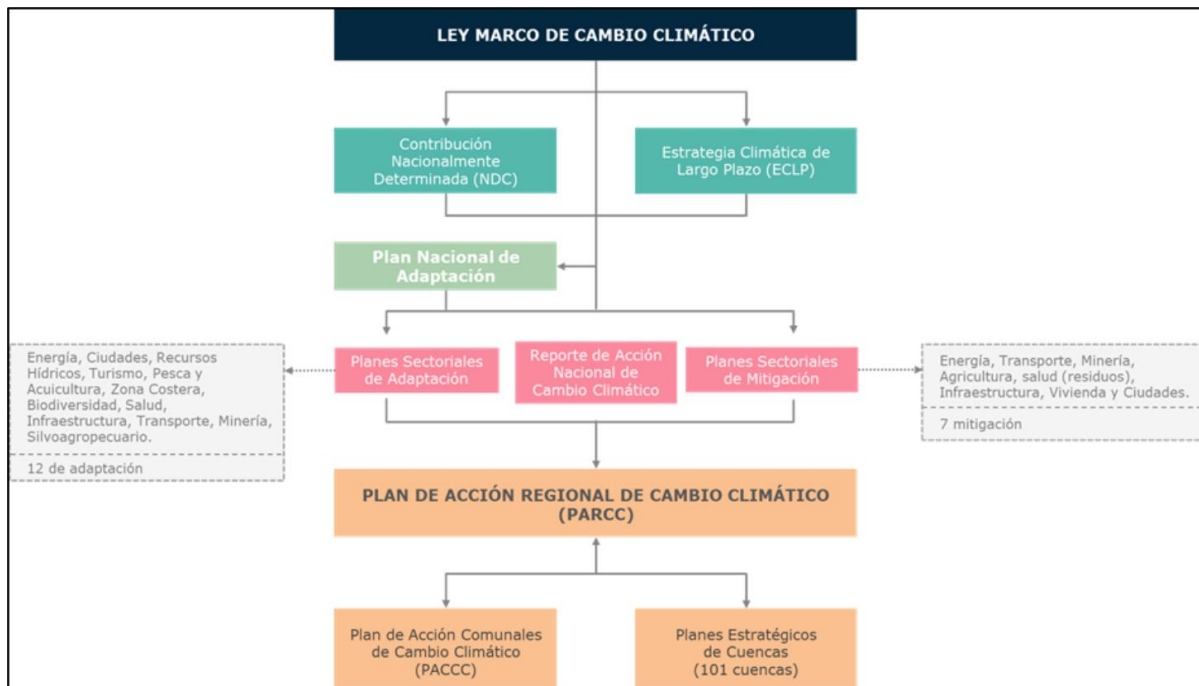 LEY MARCO DE CAMBIO CLIMÁTICO
Contribución
Nacionalmente
Determinada (NDC)
Estrategia Climática de
Largo Plazo (ECLP)
Plan Nacional de
Adaptación
Energía, Ciudades, Recursos
Hídricos, Turismo, Pesca y
Acuicultura, Zona Costera,
Biodiversidad, Salud,
Infraestructura, Transporte, Minería,
Silvoagropecuario.
12 de adaptación
Planes Sectoriales
de Adaptación
Reporte de Acción
Nacional de
Cambio Climático
Planes Sectoriales
de Mitigación
Energía, Transporte, Minería,
Agricultura, salud (residuos),
Infraestructura, Vivienda y Ciudades.
7 mitigación
PLAN DE ACCIÓN REGIONAL DE CAMBIO CLIMÁTICO
(PARCC)
Plan de Acción Comunales
de Cambio Climático
(PACCC)
Planes Estratégicos
de Cuencas
(101 cuencas)